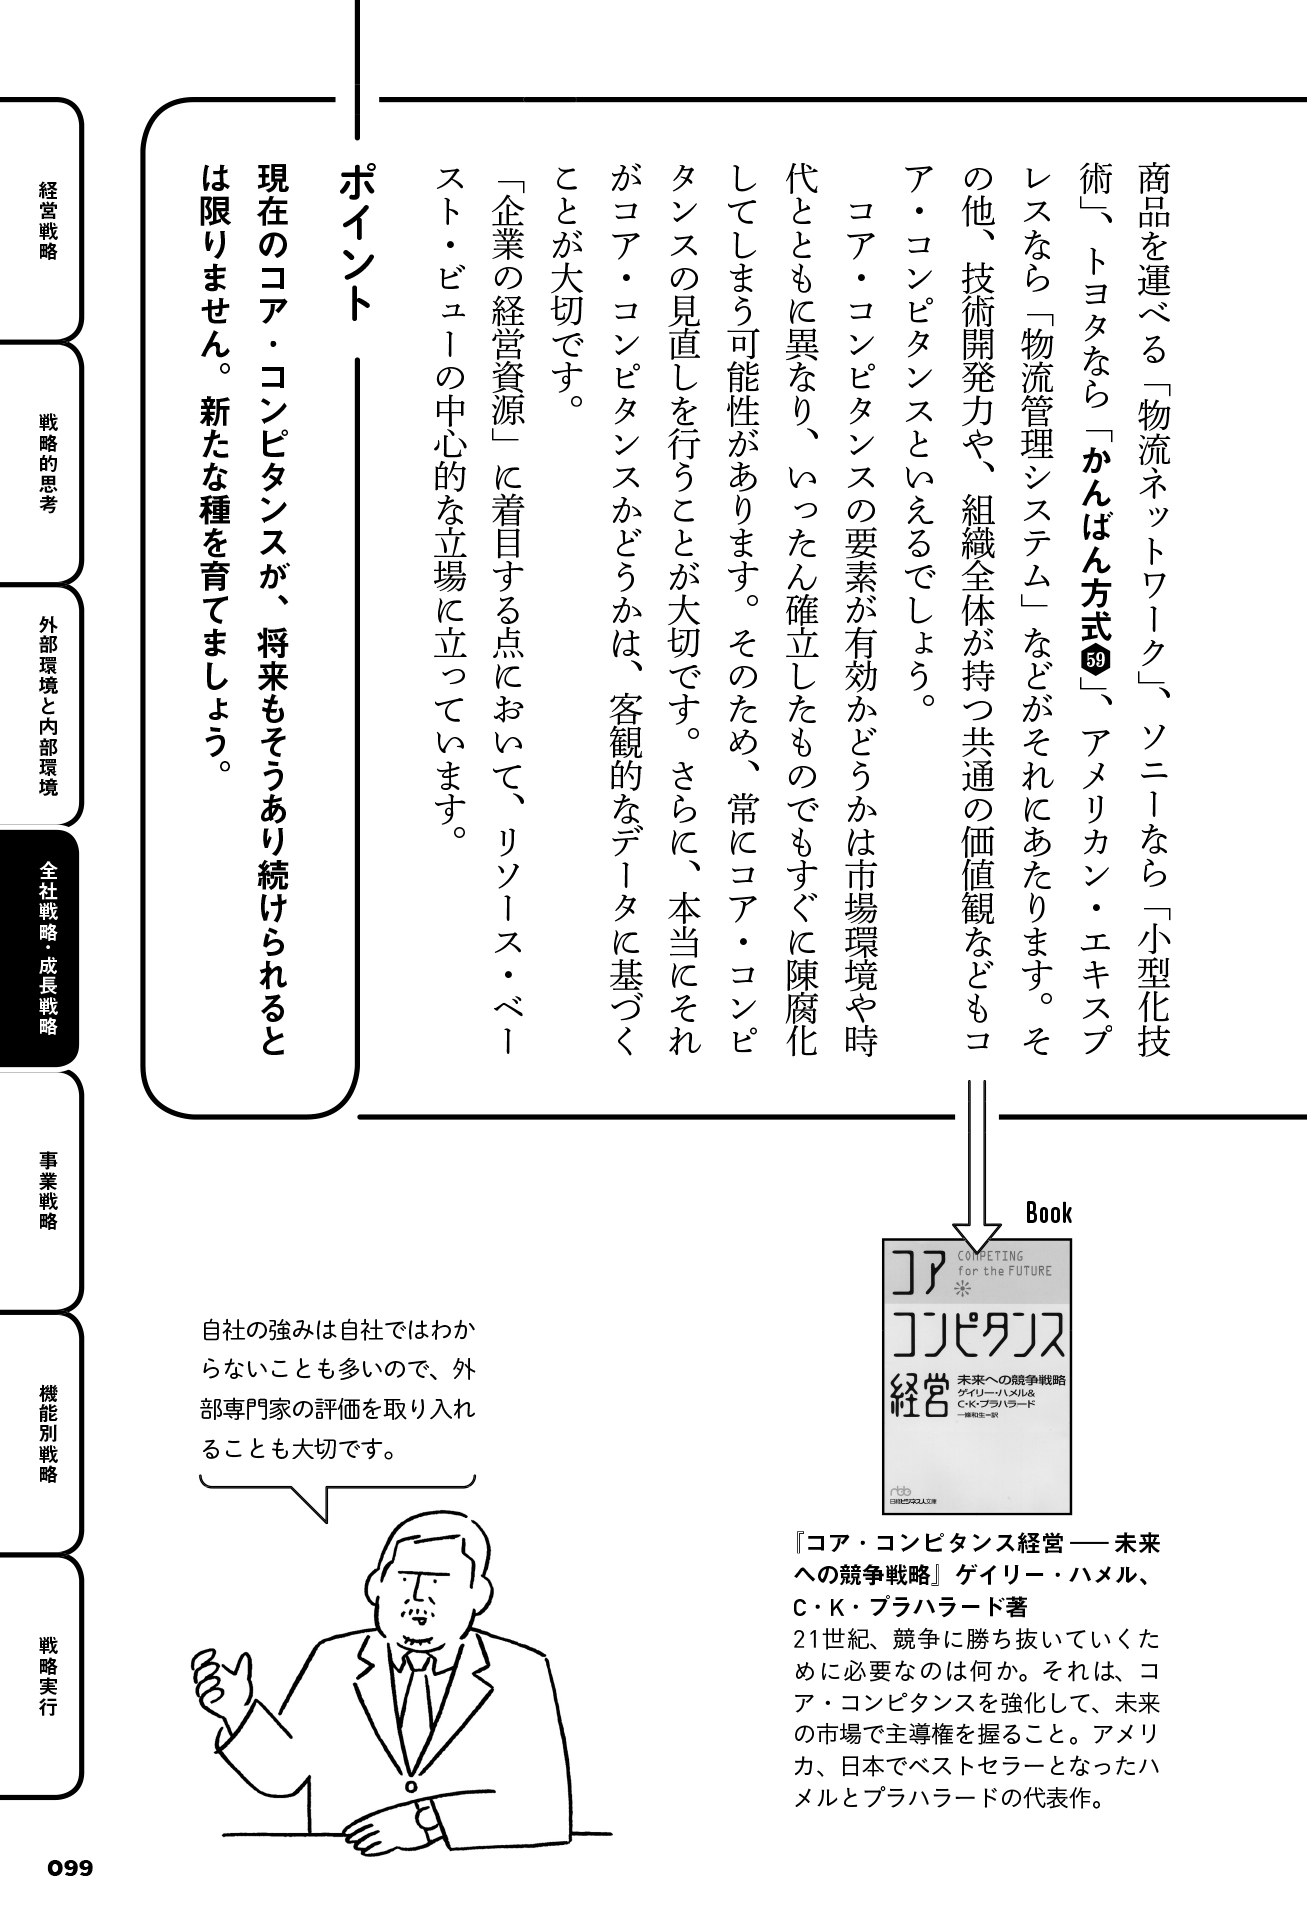 商品を運べる「物流ネットワーク」、ソニーなら「小型化技
術」、トヨタなら「かんばん方式59」、アメリカン・エキスプ
レスなら「物流管理システム」などがそれにあたります。そ
の他、技術開発力や、組織全体が持つ共通の価値観などもコ
ア・コンピタンスといえるでしょう。
コア・コンピタンスの要素が有効かどうかは市場環境や時
代とともに異なり、いったん確立したものでもすぐに陳腐化
してしまう可能性があります。そのため、常にコア・コンピ
タンスの見直しを行うことが大切です。さらに、本当にそれ
がコア・コンピタンスかどうかは、客観的なデータに基づく
ことが大切です。
「企業の経営資源」に着目する点において、リソース・ベー
スト・ビューの中心的な立場に立っています。
ポイント
現在のコア・コンピタンスが、将来もそうあり続けられると
は限りません。新たな種を育てましょう。
Book
コア
COMPETING
for the FUTURE
コンピタンス
経営
未来への競争戦略
ゲイリー・ハメル&
C・K・プラハラード
一條和生=訳
nbb
日経ビジネス人文庫
『コア・コンピタンス経営 ── 未来
への競争戦略』 ゲイリー・ハメル、
C・K・プラハラード著
21世紀、競争に勝ち抜いていくた
めに必要なのは何か。それは、コ
ア・コンピタンスを強化して、未来
の市場で主導権を握ること。アメリ
カ、日本でベストセラーとなったハ
メルとプラハラードの代表作。
自社の強みは自社ではわか
らないことも多いので、外
部専門家の評価を取り入れ
ることも大切です。
経営戦略
戦略的思考
外部環境と内部環境
全社戦略・成長戦略
事業戦略
機能別戦略
戦略実行
099